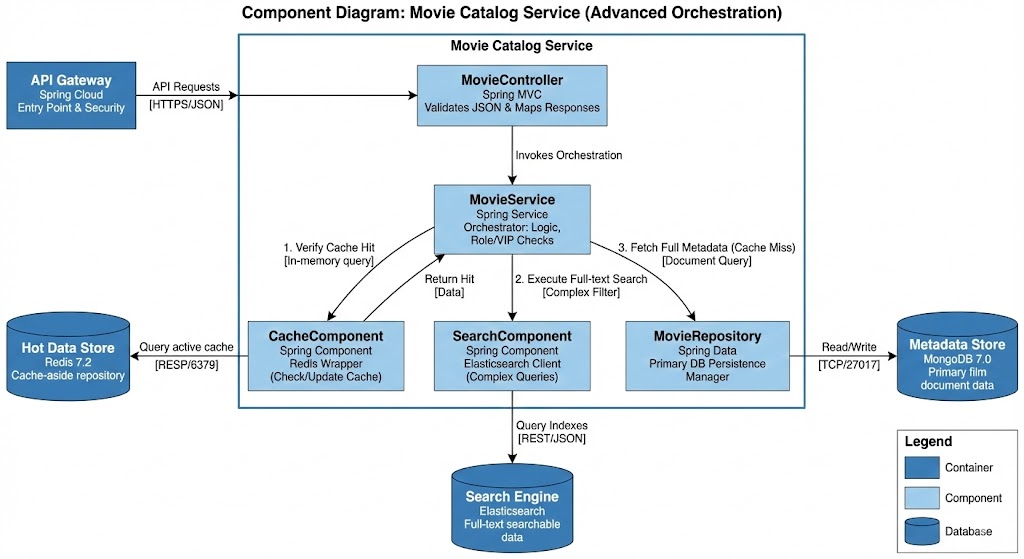 Component Diagram: Movie Catalog Service (Advanced Orchestration)
Movie Catalog Service
API Gateway
Spring Cloud
Entry Point & Security
API Requests
[HTTPS/JSON]
MovieController
Spring MVC
Validates JSON & Maps Responses
Invokes Orchestration
MovieService
Spring Service
Orchestrator: Logic,
Role/VIP Checks
1. Verify Cache Hit
[In-memory query]
Return Hit
[Data]
2. Execute Full-text Search
[Complex Filter]
3. Fetch Full Metadata (Cache Miss)
[Document Query]
Hot Data Store
Redis 7.2
Cache-aside repository
Query active cache
[RESP/6379]
CacheComponent
Spring Component
Redis Wrapper
(Check/Update Cache)
SearchComponent
Spring Component
Elasticsearch Client
(Complex Queries)
MovieRepository
Spring Data
Primary DB Persistence
Manager
Read/Write
[TCP/27017]
Metadata Store
MongoDB 7.0
Primary film
document data
Query Indexes
[REST/JSON]
Search Engine
Elasticsearch
Full-text searchable
data
Legend
Container
Component
Database